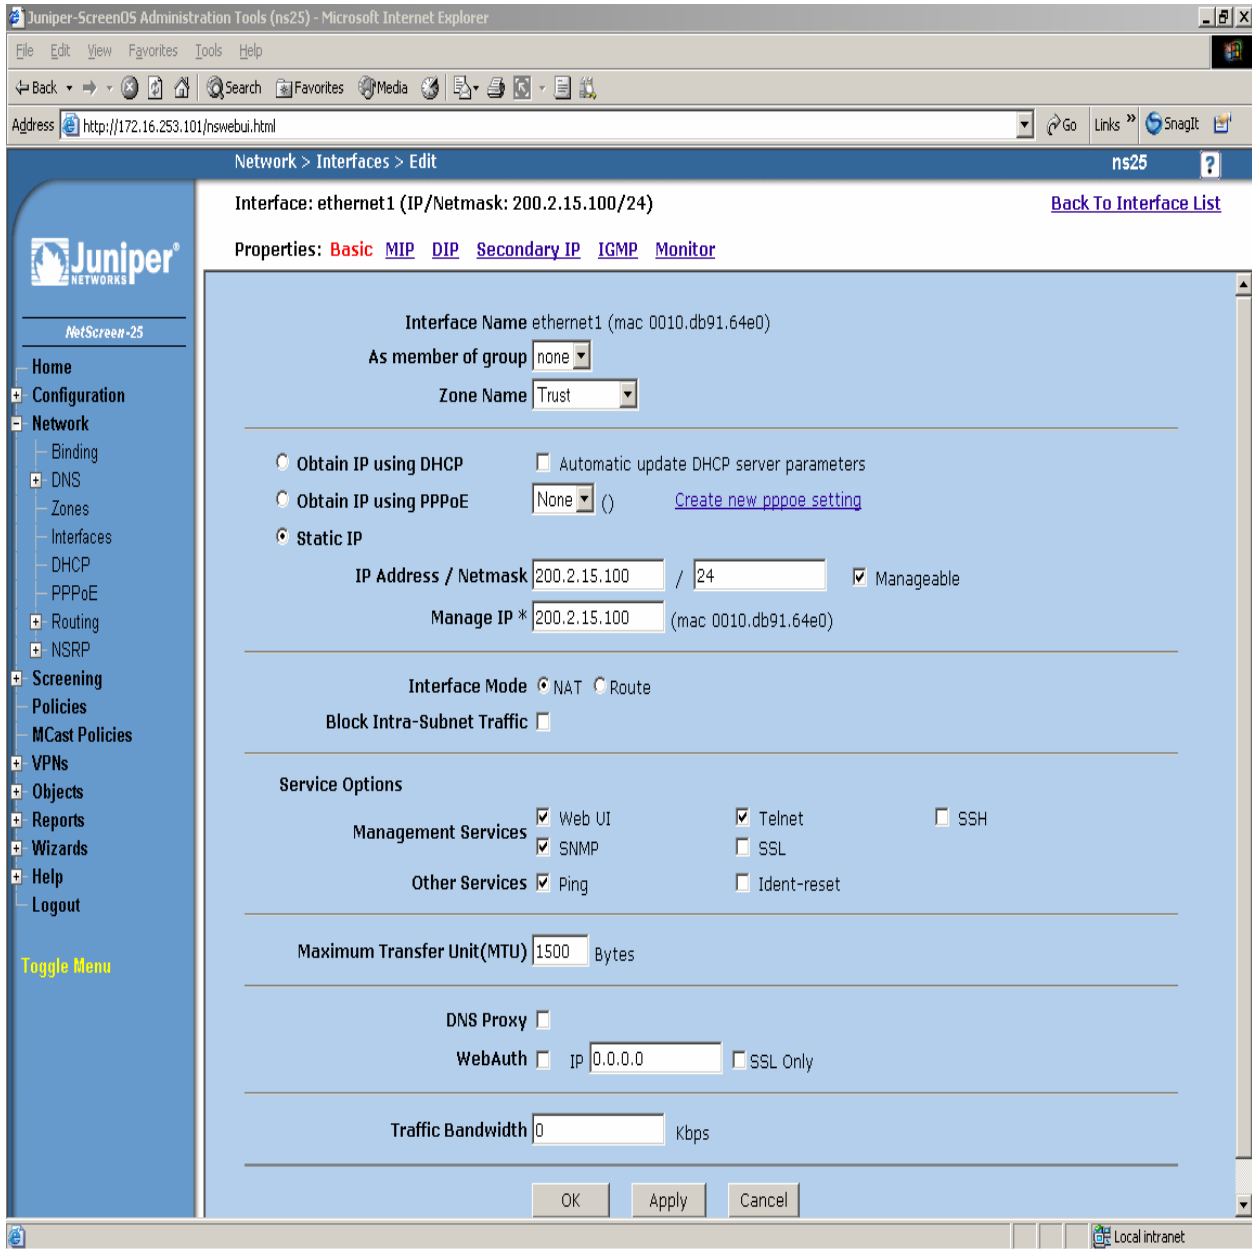 Juniper-ScreenOS Administration Tools (ns25) - Microsoft Internet Explorer
File Edit View Favorites Tools Help
Back Search Favorites Media
Address http://172.16.253.101/nswebui.html Go Links » SnagIt
Network > Interfaces > Edit ns25 ?
Interface: ethernet1 (IP/Netmask: 200.2.15.100/24) Back To Interface List
Properties: Basic MIP DIP Secondary IP IGMP Monitor
Juniper®
NETWORKS
NetScreen-25
Home
Configuration
Network
Binding
DNS
Zones
Interfaces
DHCP
PPPoE
Routing
NSRP
Screening
Policies
MCast Policies
VPNs
Objects
Reports
Wizards
Help
Logout
Toggle Menu
Interface Name ethernet1 (mac 0010.db91.64e0)
As member of group none
Zone Name Trust
Obtain IP using DHCP Automatic update DHCP server parameters
Obtain IP using PPPoE None () Create new pppoe setting
Static IP
IP Address / Netmask 200.2.15.100 / 24 Manageable
Manage IP * 200.2.15.100 (mac 0010.db91.64e0)
Interface Mode NAT Route
Block Intra-Subnet Traffic
Service Options
Management Services Web UI Telnet SSH
SNMP SSL
Other Services Ping Ident-reset
Maximum Transfer Unit(MTU) 1500 Bytes
DNS Proxy
WebAuth IP 0.0.0.0 SSL Only
Traffic Bandwidth 0 Kbps
OK Apply Cancel
Local intranet